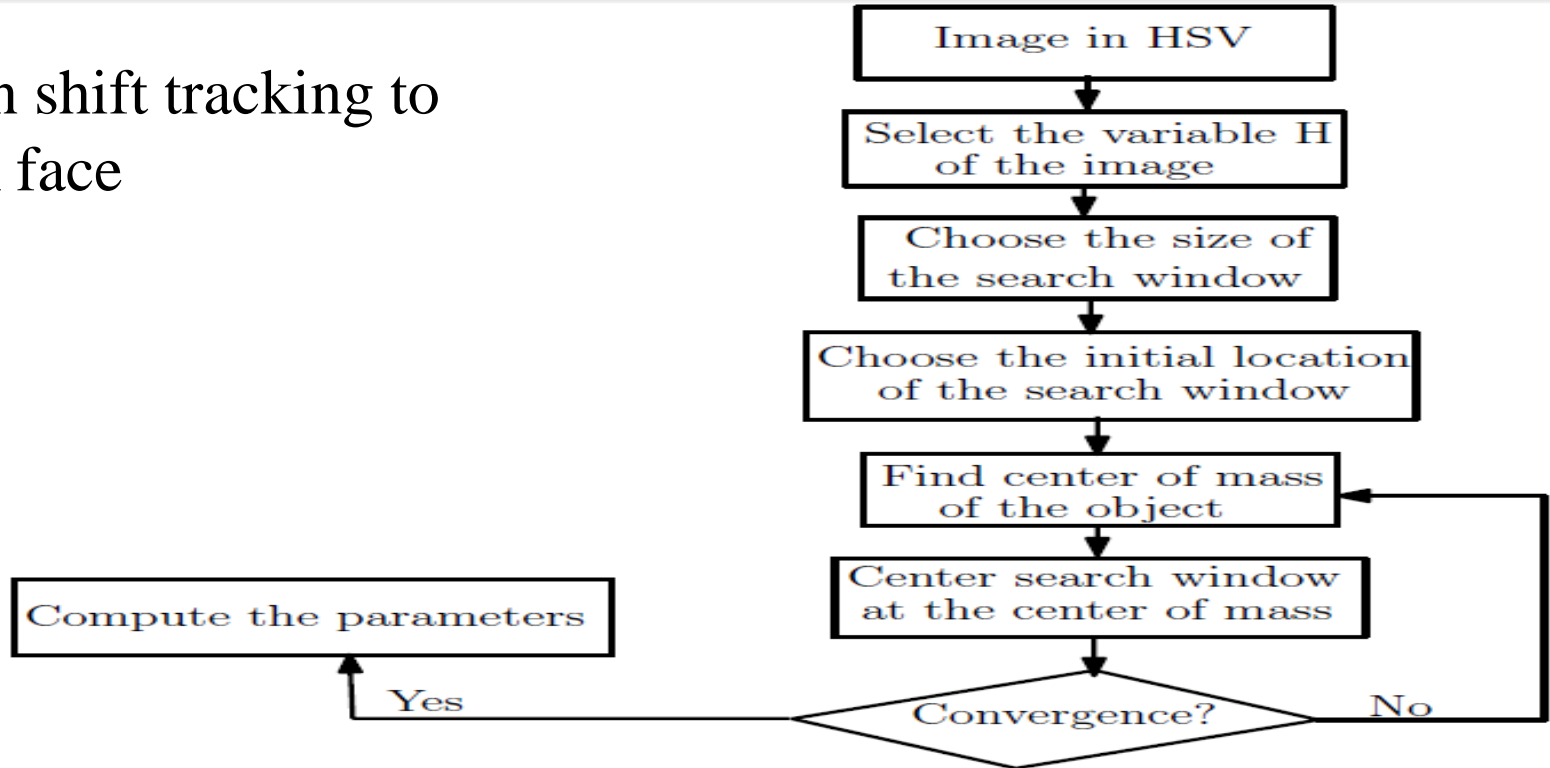 shift tracking to
face
Image in HSV
Select the variable H
of the image
Choose the size of
the search window
Choose the initial location
of the search window
Find center of mass
of the object
Center search window
at the center of mass
Compute the parameters
Yes
Convergence?
No